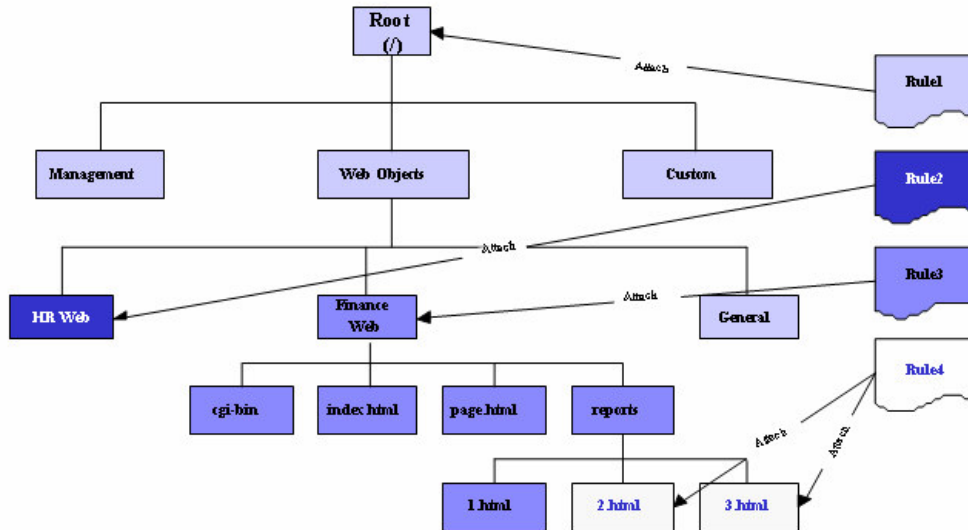 Root
(/)
Attach
Rule1
Management
Web Objects
Custom
Rule2
Attach
Rule3
HR Web
Finance
Web
Attach
General
Rule4
cgi-bin
index.html
page.html
reports
Attach
Attach
1.html
2.html
3.html